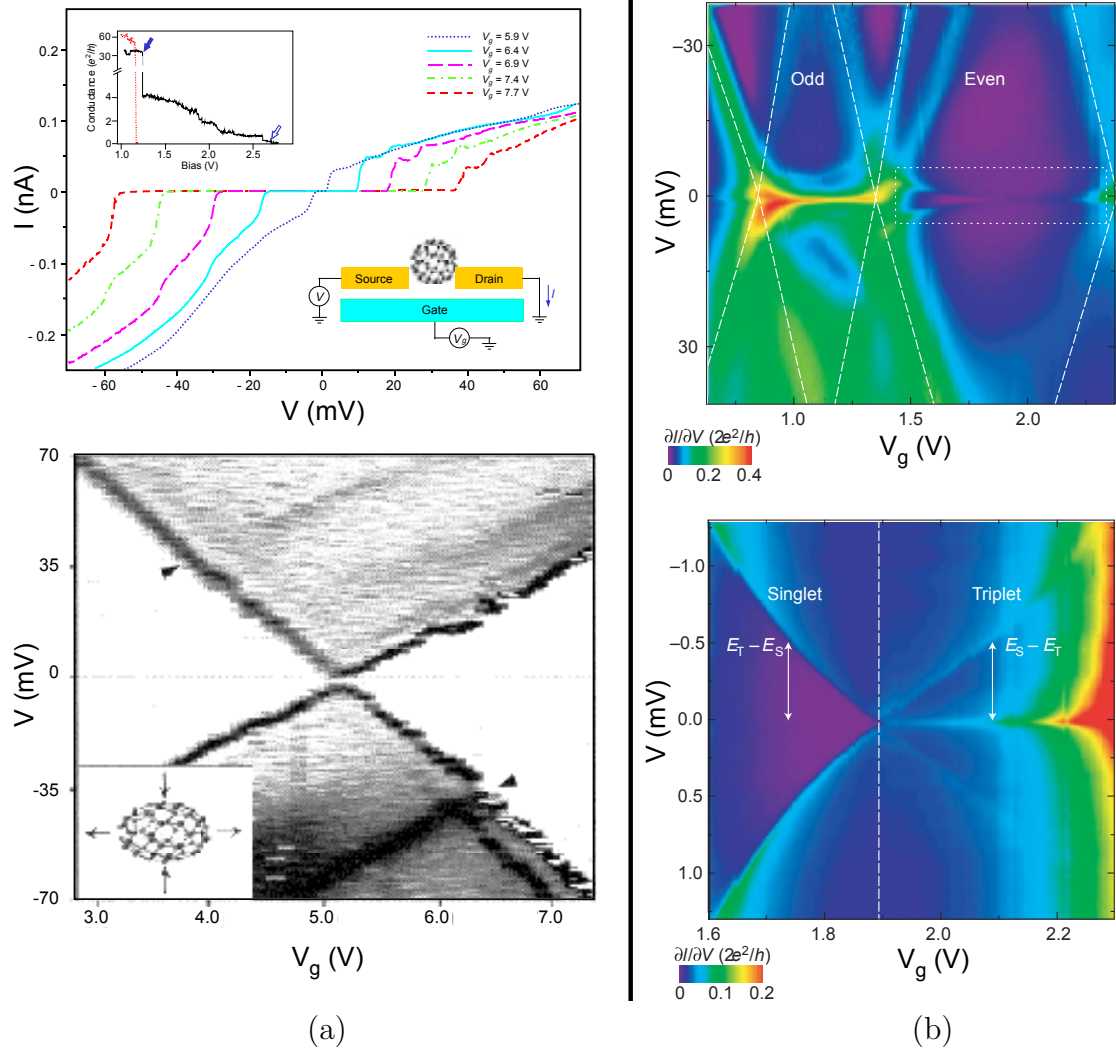 0.2
0.1
0
- 0.1
- 0.2
I (nA)
- 60
- 40
- 20
0
20
40
60
V (mV)
Conductance (e²/h)
60
30
4
2
0
1.0
1.5
2.0
2.5
Bias (V)
Vg = 5.9 V
Vg = 6.4 V
Vg = 6.9 V
Vg = 7.4 V
Vg = 7.7 V
Source
Drain
Gate
V
Vg
I
70
35
0
-35
-70
V (mV)
3.0
4.0
5.0
6.0
7.0
Vg (V)
(a)
Odd
Even
−30
0
30
V (mV)
1.0
1.5
2.0
∂I/∂V (2e²/h)
0
0.2
0.4
Vg (V)
Singlet
Triplet
ET − ES
ES − ET
−1.0
−0.5
0.0
0.5
1.0
V (mV)
1.6
1.8
2.0
2.2
∂I/∂V (2e²/h)
0
0.1
0.2
Vg (V)
(b)